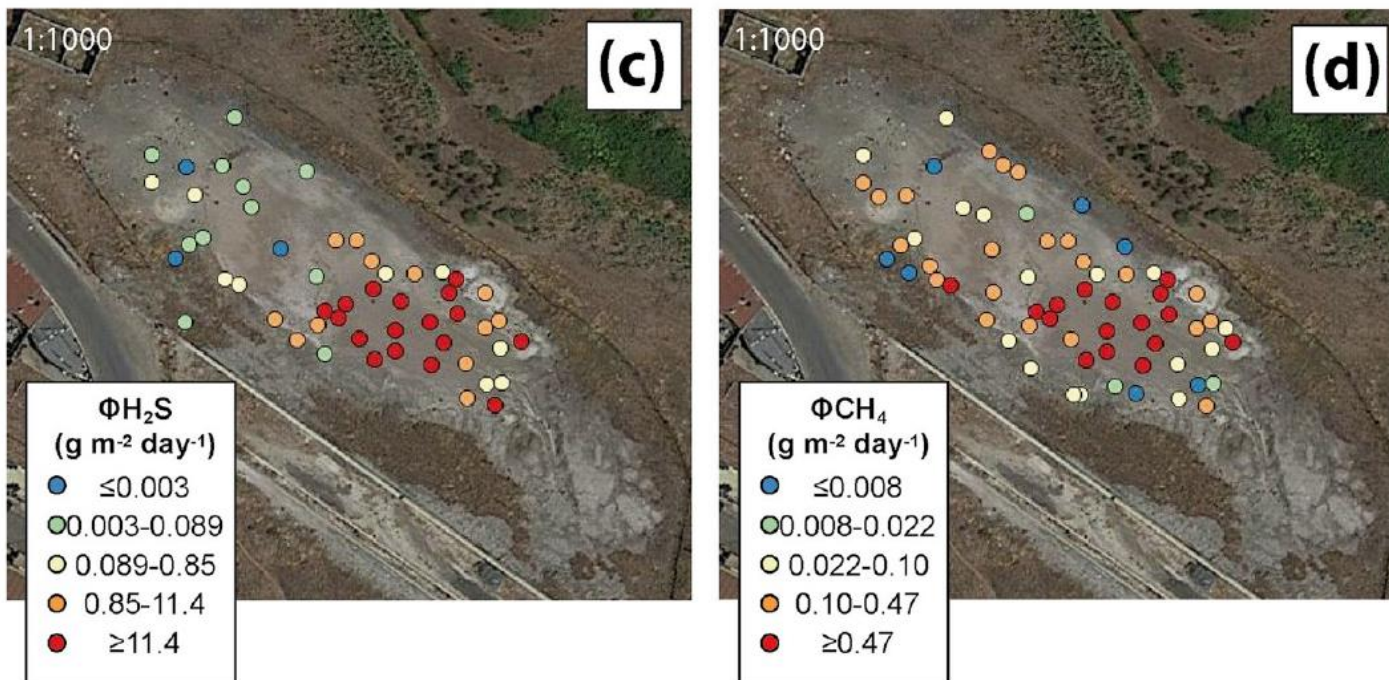 1:1000
(c)
ΦH₂S
(g m⁻² day⁻¹)
≤0.003
0.003-0.089
0.089-0.85
0.85-11.4
≥11.4
1:1000
(d)
ΦCH₄
(g m⁻² day⁻¹)
≤0.008
0.008-0.022
0.022-0.10
0.10-0.47
≥0.47